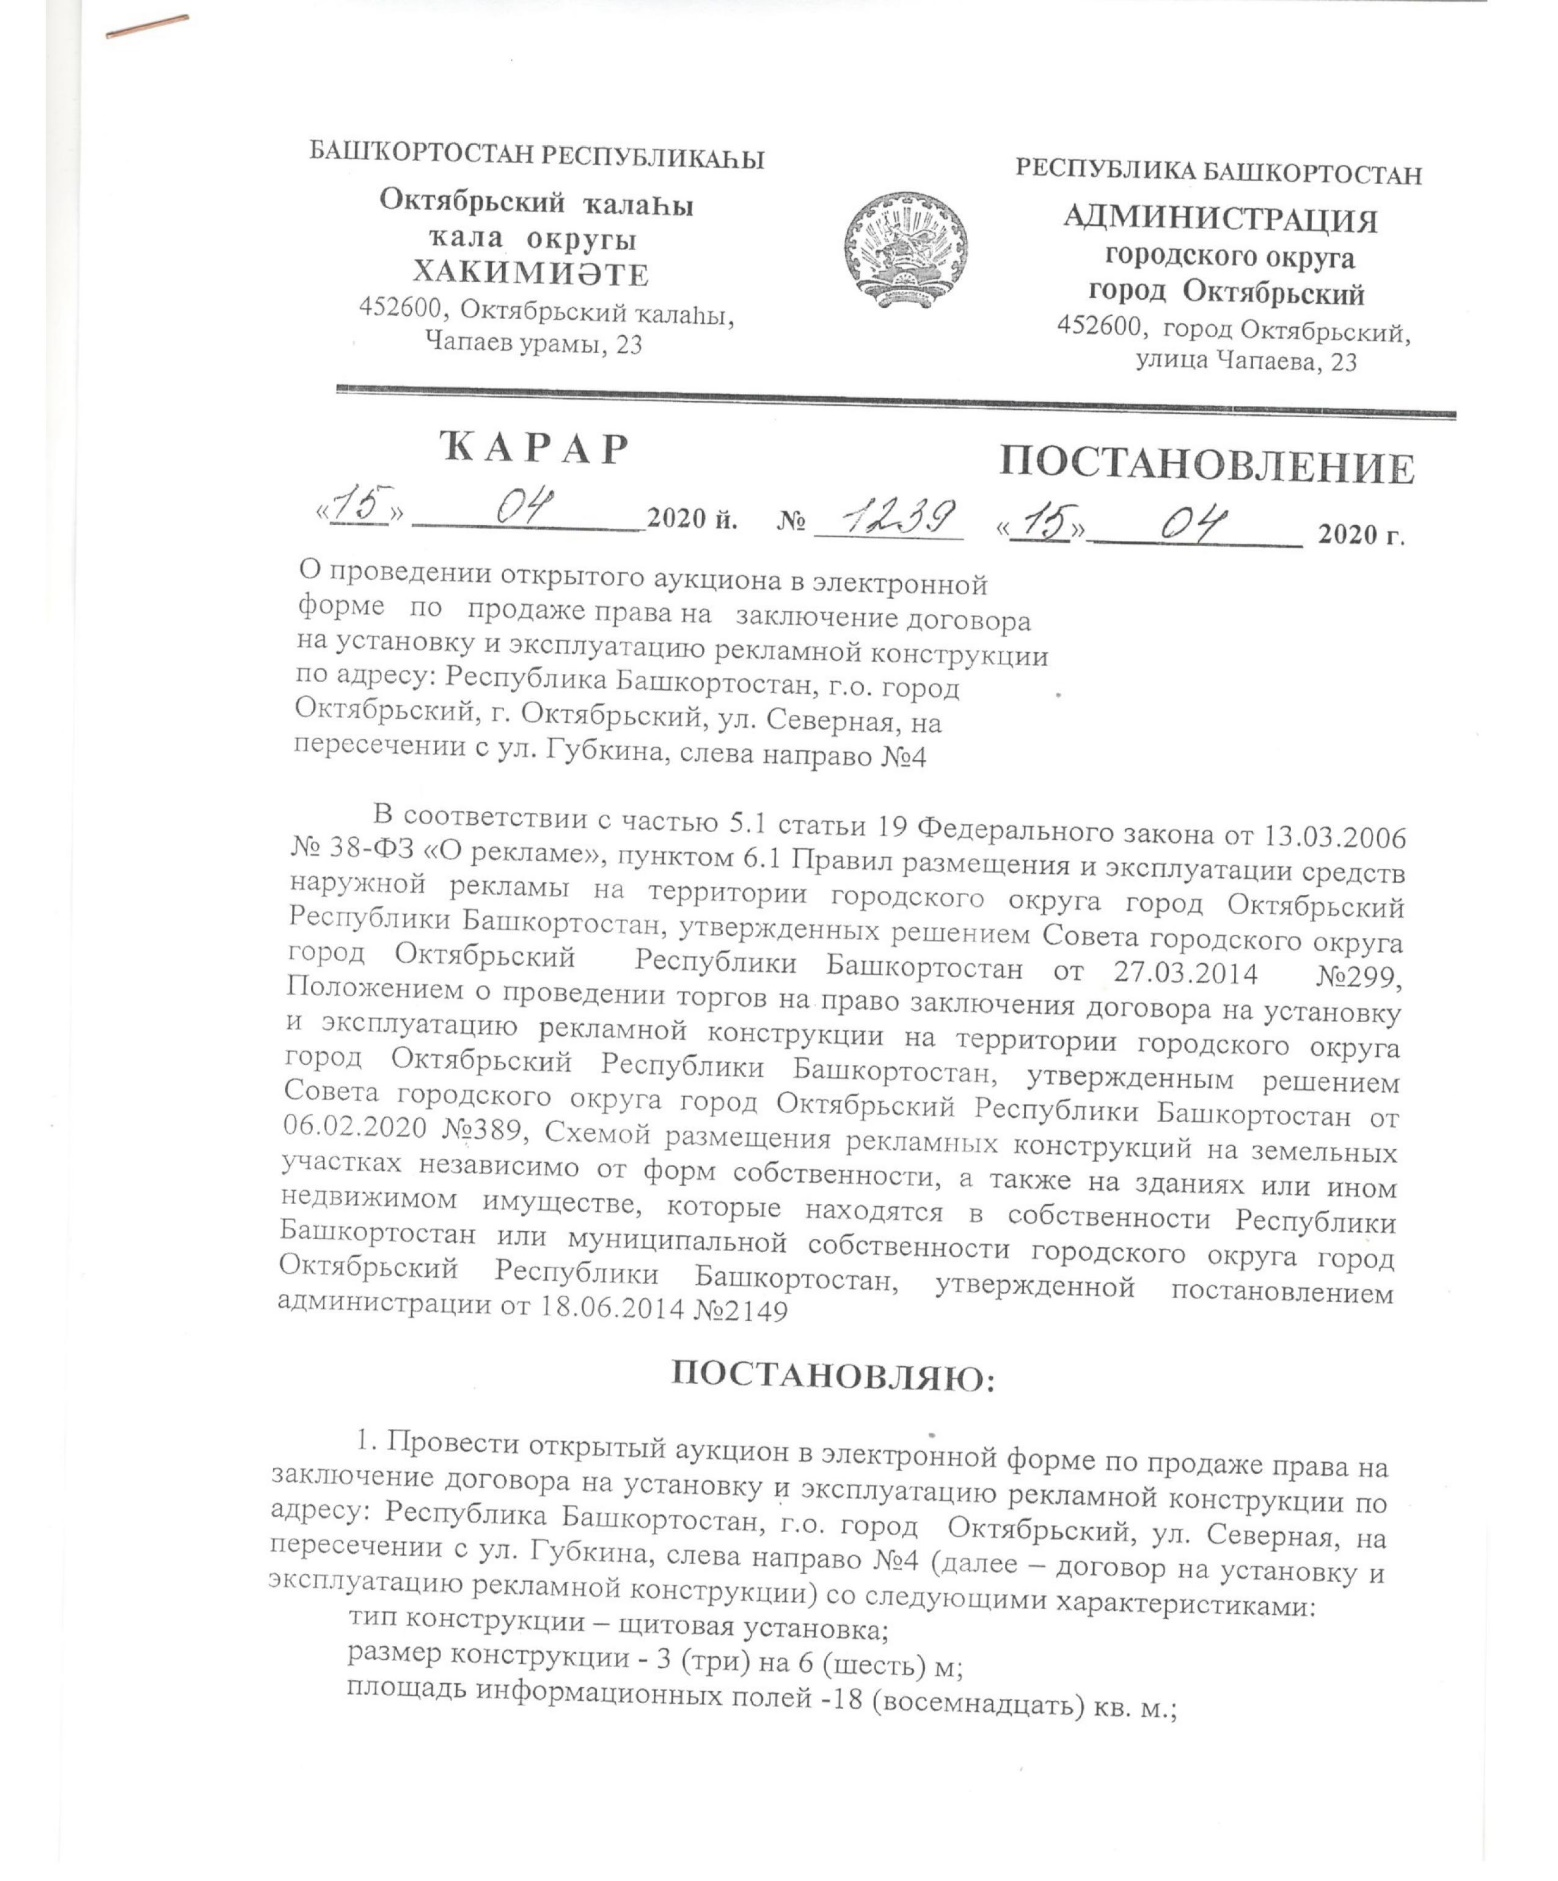 БАШҠОРТОСТАН РЕСПУБЛИКАҺЫ
Октябрьский ҡалаһы
ҡала округы
ХАКИМИӘТЕ
452600, Октябрьский ҡалаһы,
Чапаев урамы, 23
РЕСПУБЛИКА БАШКОРТОСТАН
АДМИНИСТРАЦИЯ
городского округа
город Октябрьский
452600, город Октябрьский,
улица Чапаева, 23
ҠАРАР
ПОСТАНОВЛЕНИЕ
«15» 04 2020 й. № 1239 «15» 04 2020 г.
О проведении открытого аукциона в электронной
форме по продаже права на заключение договора
на установку и эксплуатацию рекламной конструкции
по адресу: Республика Башкортостан, г.о. город
Октябрьский, г. Октябрьский, ул. Северная, на
пересечении с ул. Губкина, слева направо №4
В соответствии с частью 5.1 статьи 19 Федерального закона от 13.03.2006
№ 38-ФЗ «О рекламе», пунктом 6.1 Правил размещения и эксплуатации средств
наружной рекламы на территории городского округа город Октябрьский
Республики Башкортостан, утвержденных решением Совета городского округа
город Октябрьский Республики Башкортостан от 27.03.2014 №299,
Положением о проведении торгов на право заключения договора на установку
и эксплуатацию рекламной конструкции на территории городского округа
город Октябрьский Республики Башкортостан, утвержденным решением
Совета городского округа город Октябрьский Республики Башкортостан от
06.02.2020 №389, Схемой размещения рекламных конструкций на земельных
участках независимо от форм собственности, а также на зданиях или ином
недвижимом имуществе, которые находятся в собственности Республики
Башкортостан или муниципальной собственности городского округа город
Октябрьский Республики Башкортостан, утвержденной постановлением
администрации от 18.06.2014 №2149
ПОСТАНОВЛЯЮ:
1. Провести открытый аукцион в электронной форме по продаже права на
заключение договора на установку и эксплуатацию рекламной конструкции по
адресу: Республика Башкортостан, г.о. город Октябрьский, ул. Северная, на
пересечении с ул. Губкина, слева направо №4 (далее – договор на установку и
эксплуатацию рекламной конструкции) со следующими характеристиками:
тип конструкции – щитовая установка;
размер конструкции - 3 (три) на 6 (шесть) м;
площадь информационных полей -18 (восемнадцать) кв. м.;